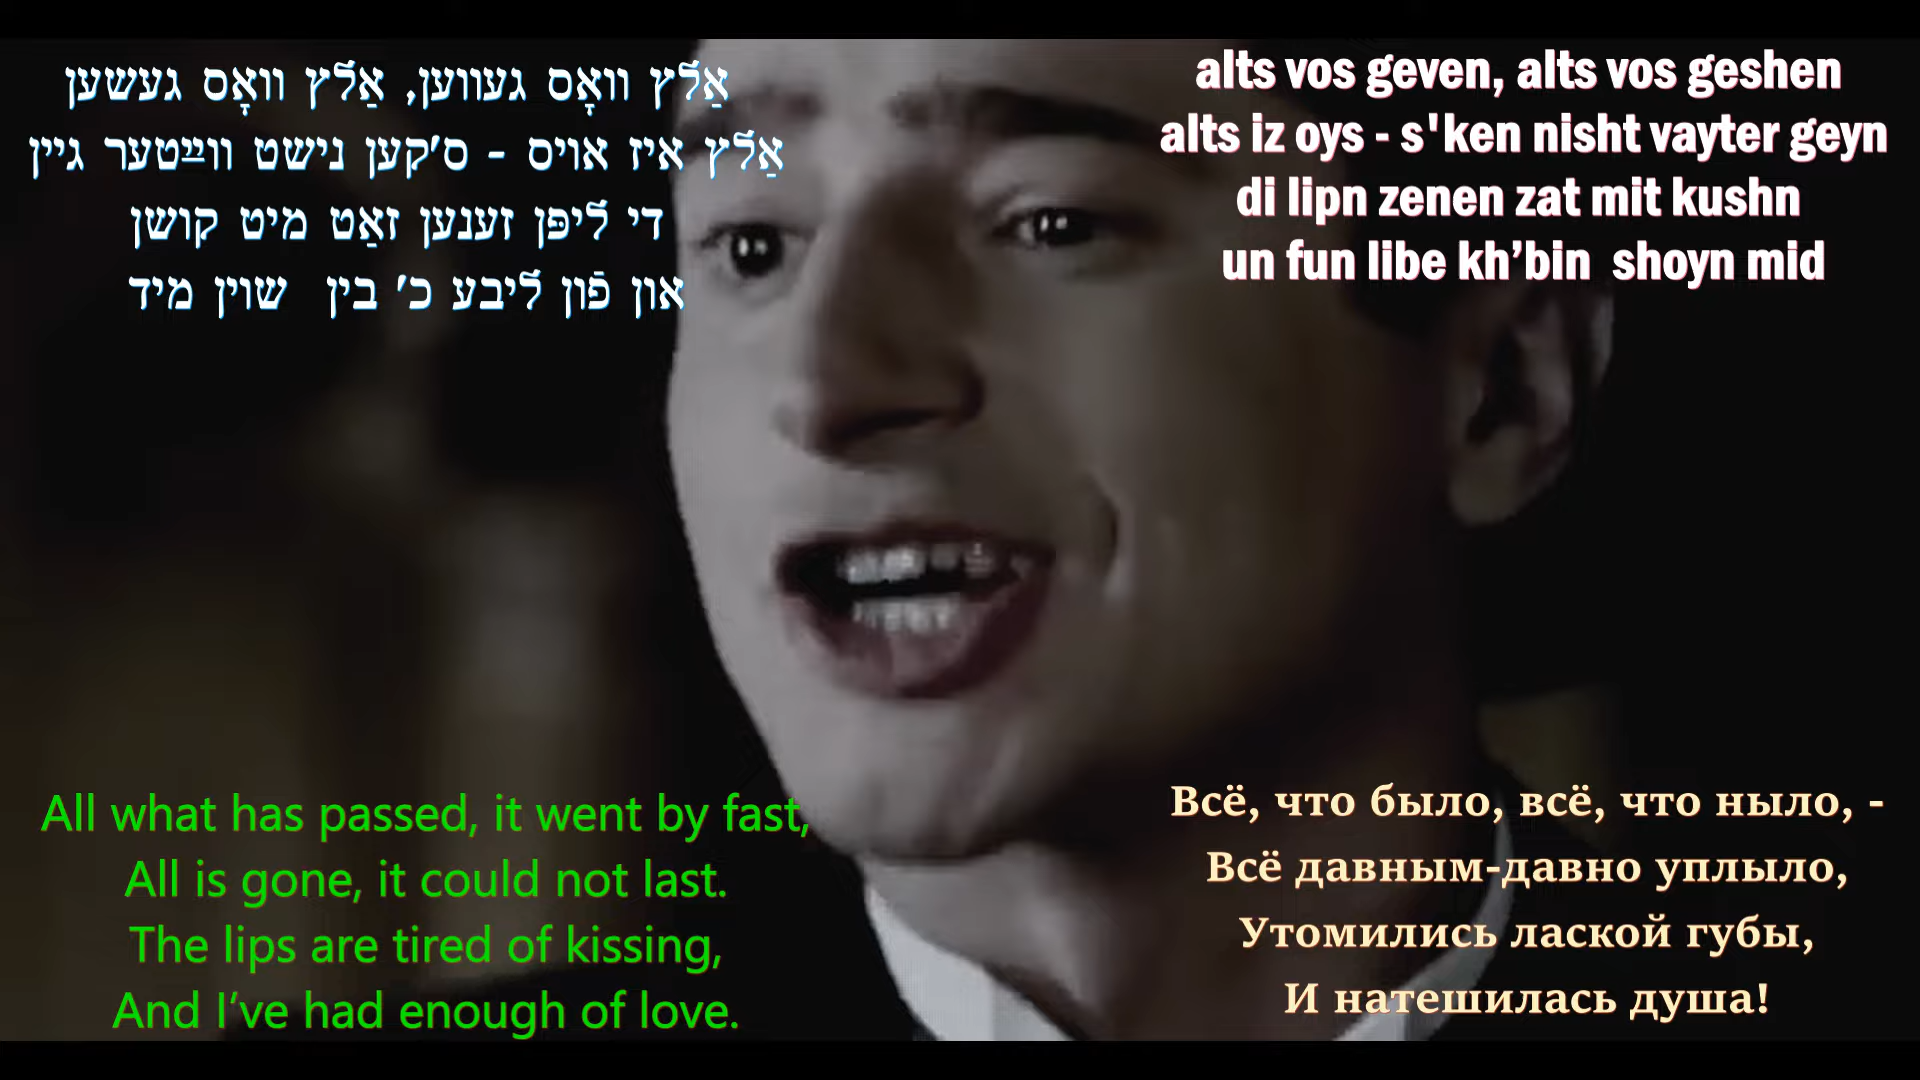 אַלץ וואָס געווען, אַלץ וואָס געשען
אַלץ איז אויס - ס'קען נישט ווײַטער גיין
די ליפּן זענען זאַט מיט קושן
און פֿון ליבע כ' בין  שוין מיד
alts vos geven, alts vos geshen
alts iz oys - s'ken nisht vayter geyn
di lipn zenen zat mit kushn
un fun libe kh’bin  shoyn mid
All what has passed, it went by fast,
All is gone, it could not last.
The lips are tired of kissing,
And I’ve had enough of love.
Всё, что было, всё, что ныло, -
Всё давным-давно уплыло,
Утомились лаской губы,
И натешилась душа!